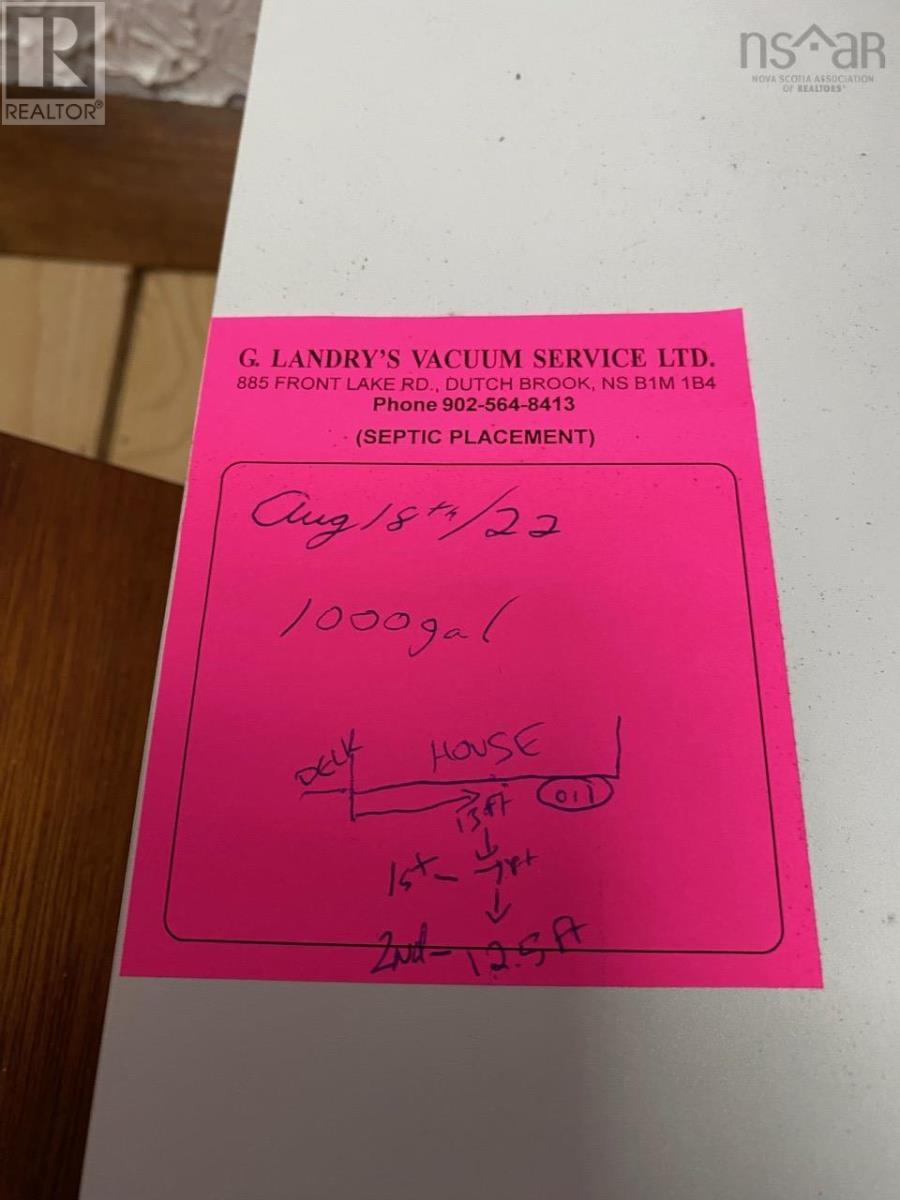 R
REALTOR®
nsar
NOVA SCOTIA ASSOCIATION
OF REALTORS®
G. LANDRY'S VACUUM SERVICE LTD.
885 FRONT LAKE RD., DUTCH BROOK, NS B1M 1B4
Phone 902-564-8413
(SEPTIC PLACEMENT)
Aug 18th/22
1000gal
DECK
HOUSE
OIL
13ft
1st - 7ft
2nd - 12.5 ft